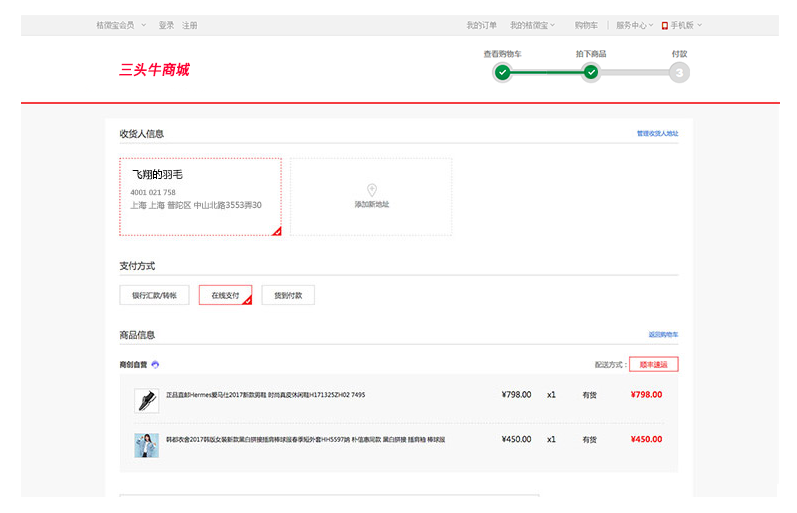 桔微宝会员 登录 注册 我的订单 我的桔微宝 购物车 服务中心 手机版
三头牛商城
查看购物车 拍下商品 付款
3
收货人信息 管理收货人地址
飞翔的羽毛
4001 021 758
上海 上海 普陀区 中山北路3553弄30
添加新地址
支付方式
银行汇款/转帐 在线支付 货到付款
商品信息 返回购物车
商创自营 配送方式: 顺丰速运
正品直邮Hermes爱马仕2017新款男鞋 时尚真皮休闲鞋H171325ZH02 7495 ¥798.00 x1 有货 ¥798.00
韩都衣舍2017韩版女装新款黑白拼接插肩棒球服春季短外套HH5597娋 朴信惠同款 黑白拼接 插肩袖 棒球服 ¥450.00 x1 有货 ¥450.00